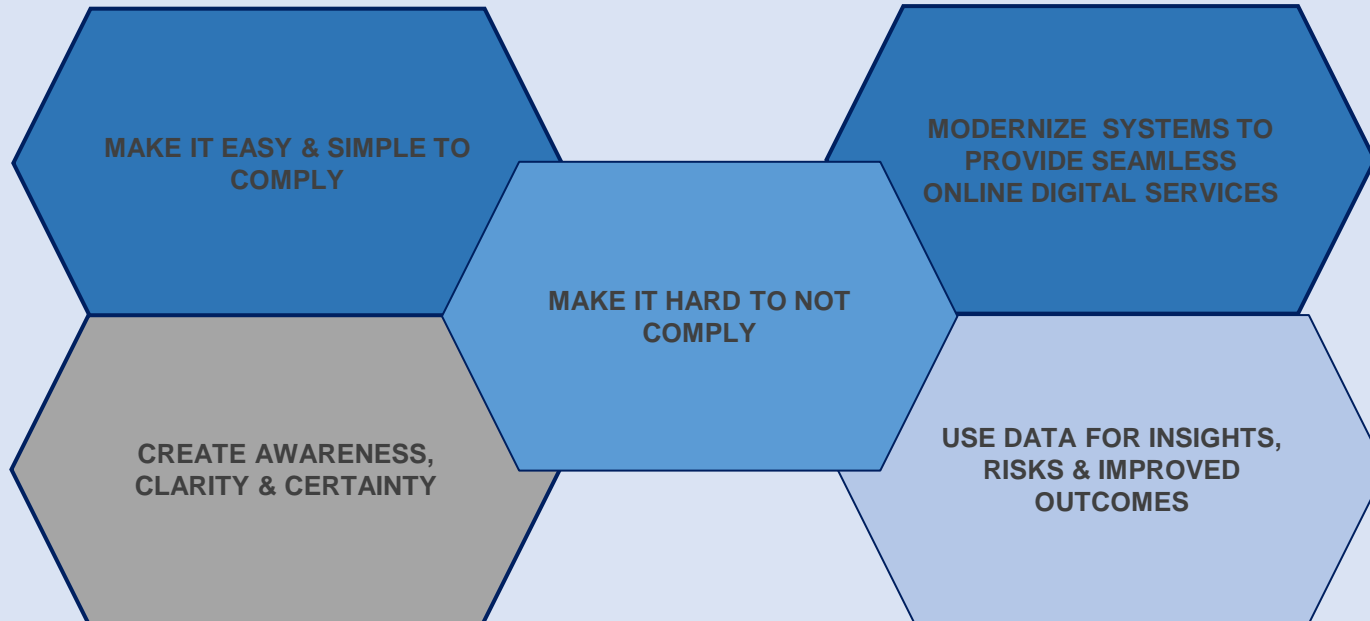 MAKE IT EASY & SIMPLE TO
COMPLY
MODERNIZE SYSTEMS TO
PROVIDE SEAMLESS
ONLINE DIGITAL SERVICES
MAKE IT HARD TO NOT
COMPLY
CREATE AWARENESS,
CLARITY & CERTAINTY
USE DATA FOR INSIGHTS,
RISKS & IMPROVED
OUTCOMES